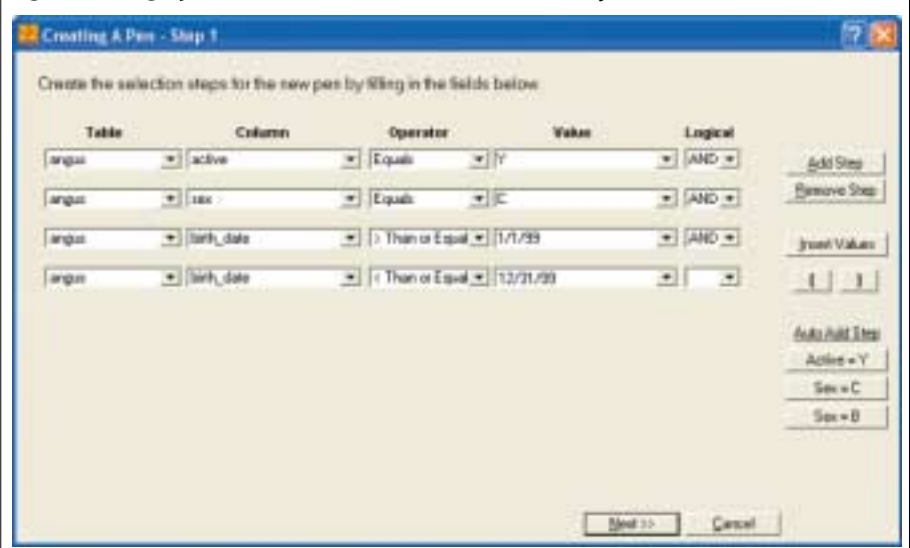 Creating A Pen - Step 1
Create the selection steps for the new pen by filling in the fields below
Table Column Operator Value Logical
angus active Equals Y AND
angus sex Equals C AND
angus birth_date > Than or Equal 1/1/99 AND
angus birth_date < Than or Equal 12/31/99
Add Step
Remove Step
Insert Values
( )
Auto Add Step
Active = Y
Sex = C
Sex = B
Next >> Cancel